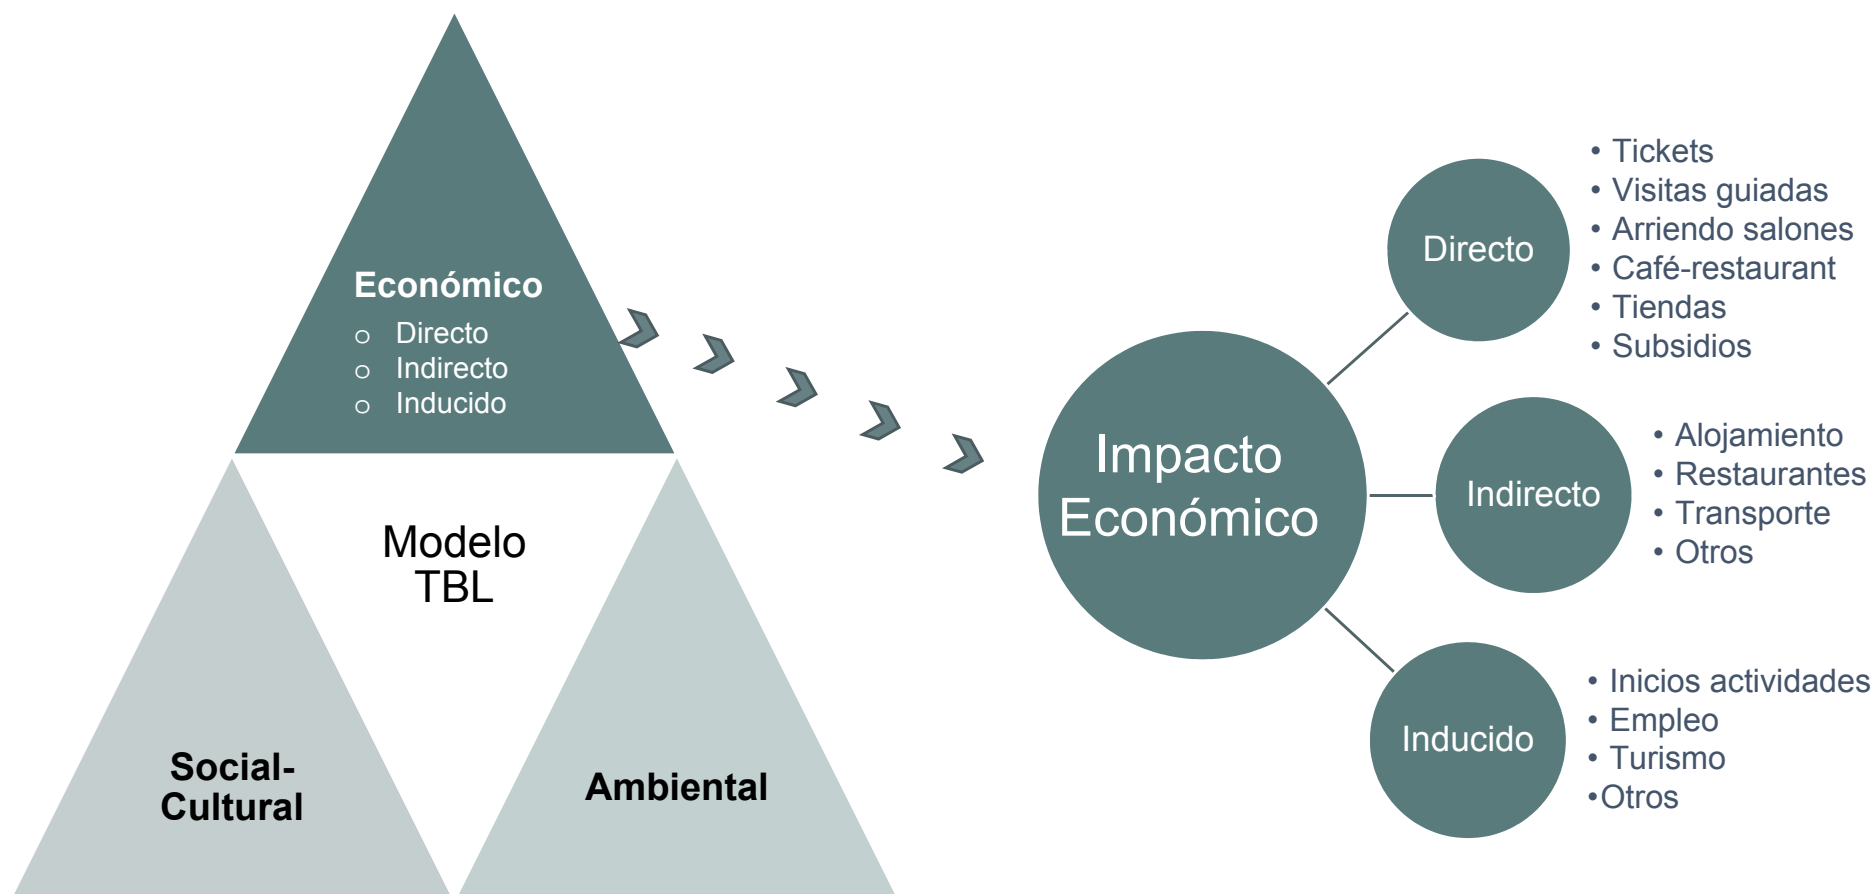 Económico
o Directo
o Indirecto
o Inducido
Modelo
TBL
Social-
Cultural
Ambiental
Impacto
Económico
Directo
• Tickets
• Visitas guiadas
• Arriendo salones
• Café-restaurant
• Tiendas
• Subsidios
Indirecto
• Alojamiento
• Restaurantes
• Transporte
• Otros
Inducido
• Inicios actividades
• Empleo
• Turismo
•Otros